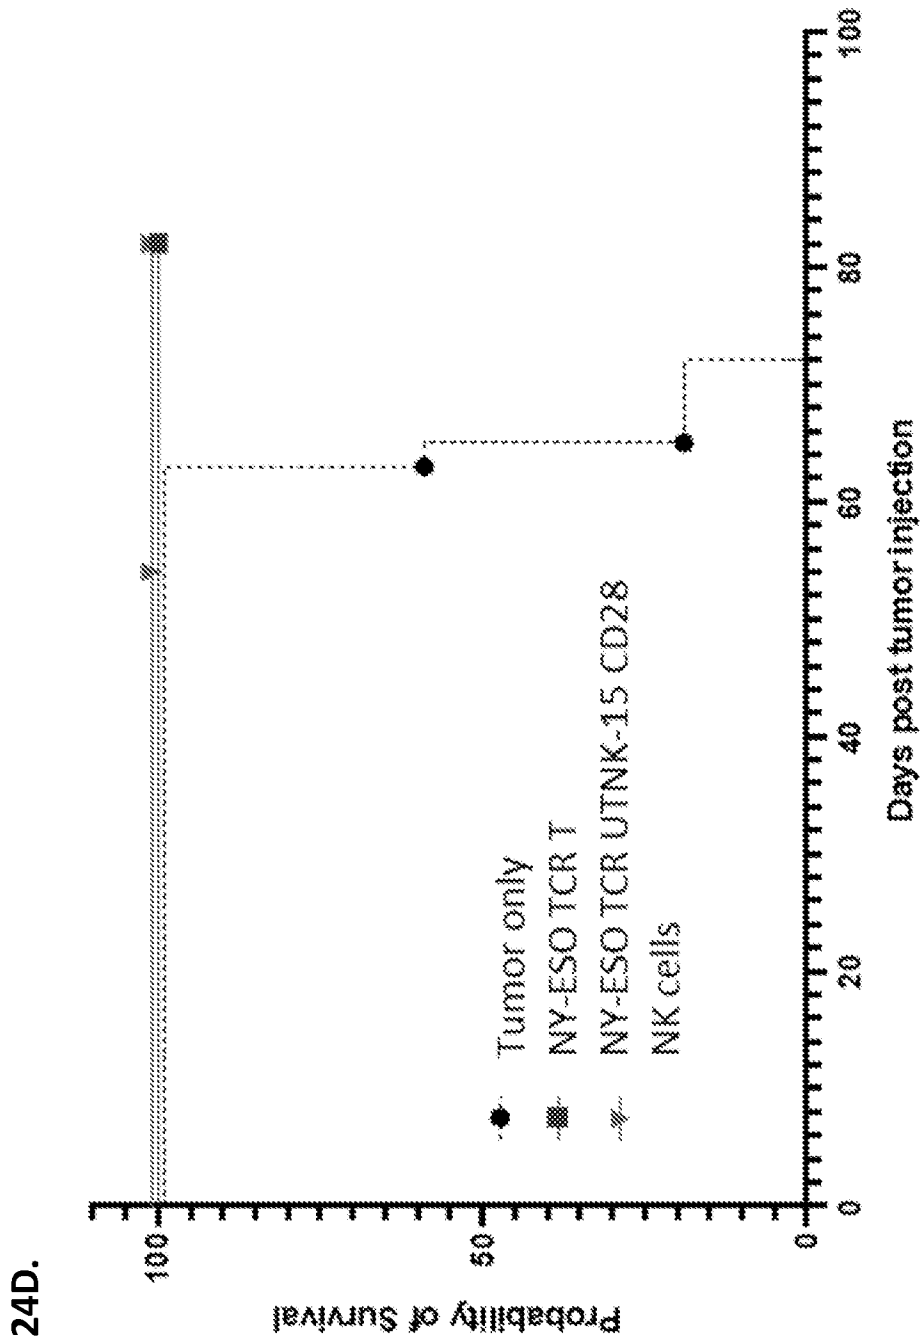 24D.
Probability of Survival
100
50
0
0
20
40
60
80
100
Days post tumor injection
Tumor only
NY-ESO TCR T
NY-ESO TCR UTNK-15 CD28
NK cells